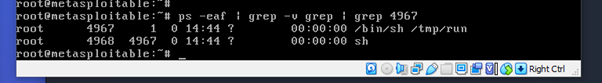 root@metasploitable:~#
root@metasploitable:~# ps -eaf | grep -v grep | grep 4967
root 4967 1 0 14:44 ? 00:00:00 /bin/sh /tmp/run
root 4968 4967 0 14:44 ? 00:00:00 sh
root@metasploitable:~# _
Right Ctrl